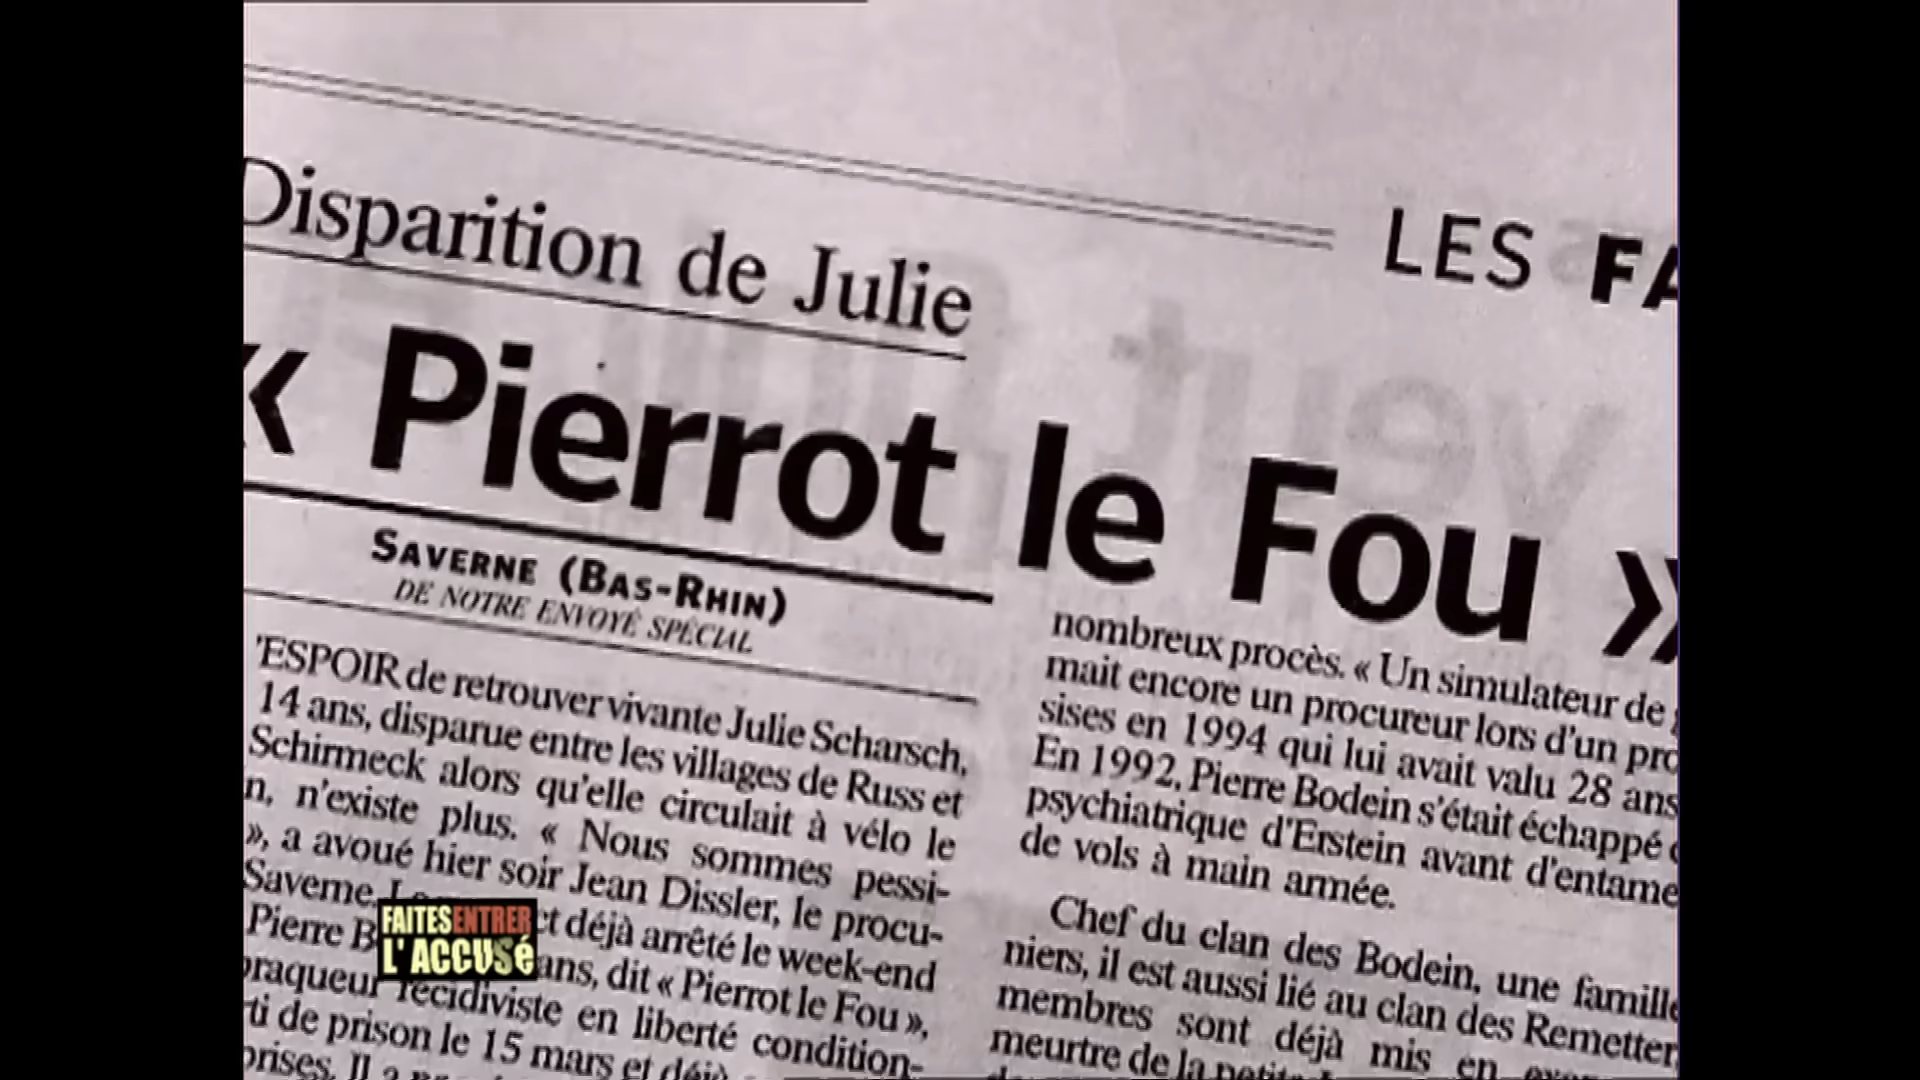 LES FA
Disparition de Julie
« Pierrot le Fou »
SAVERNE (BAS-RHIN)
DE NOTRE ENVOYÉ SPÉCIAL
'ESPOIR de retrouver vivante Julie Scharsch,
14 ans, disparue entre les villages de Russ et
Schirmeck alors qu'elle circulait à vélo le
n, n'existe plus. « Nous sommes pessi-
», a avoué hier soir Jean Dissler, le procu-
Saverne. ct déjà arrêté le week-end
Pierre B ans, dit « Pierrot le Fou »,
braqueur récidiviste en liberté condition-
ti de prison le 15 mars et déjà
prises. Il a
nombreux procès. « Un simulateur de
mait encore un procureur lors d'un pro
sises en 1994 qui lui avait valu 28 ans
En 1992, Pierre Bodein s'était échappé
psychiatrique d'Erstein avant d'entame
de vols à main armée.
Chef du clan des Bodein, une famille
niers, il est aussi lié au clan des Remetter
membres sont déjà mis en
meurtre de la petite
FAITES ENTRER
L'ACCUSé